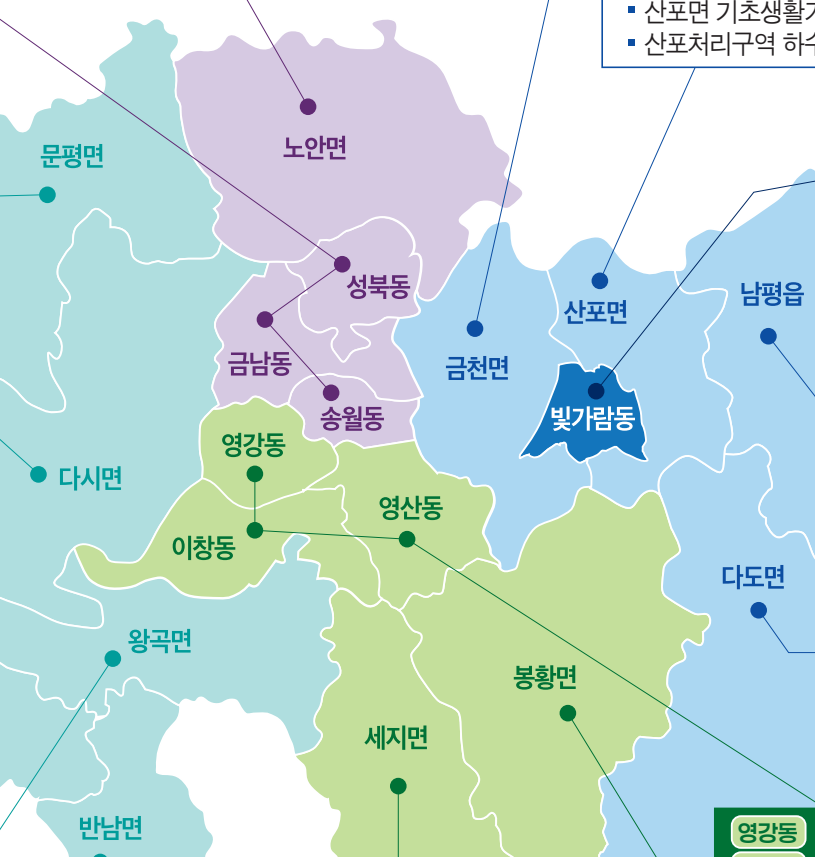 ▪ 산포면 기초생활
▪ 산포처리구역 하수
문평면
노안면
성북동
남평읍
산포면
금남동
금천면
송월동
빛가람동
영강동
다시면
영산동
이창동
다도면
왕곡면
봉황면
세지면
반남면
영강동